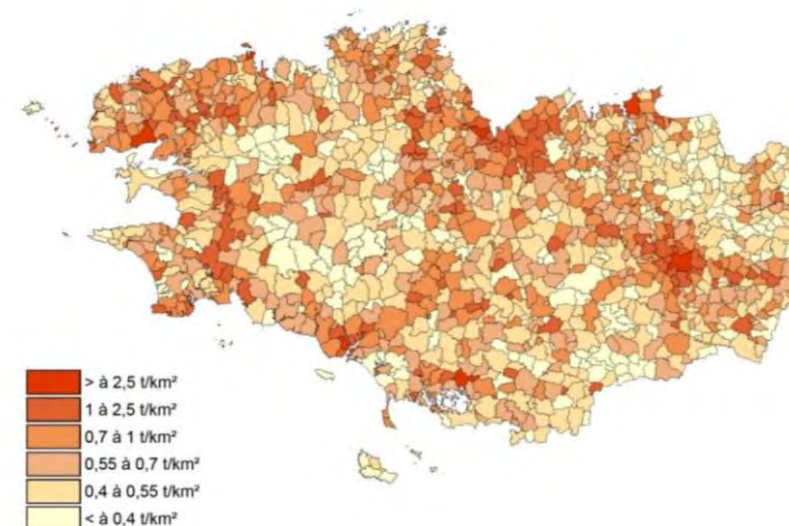 > à 2,5 t/km²
1 à 2,5 t/km²
0,7 à 1 t/km²
0,55 à 0,7 t/km²
0,4 à 0,55 t/km²
< à 0,4 t/km²